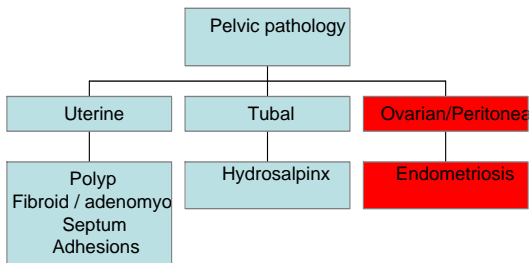 Pelvic pathology
Uterine
Tubal
Ovarian/Peritonea
Polyp
Fibroid / adenomyo
Septum
Adhesions
Hydrosalpinx
Endometriosis